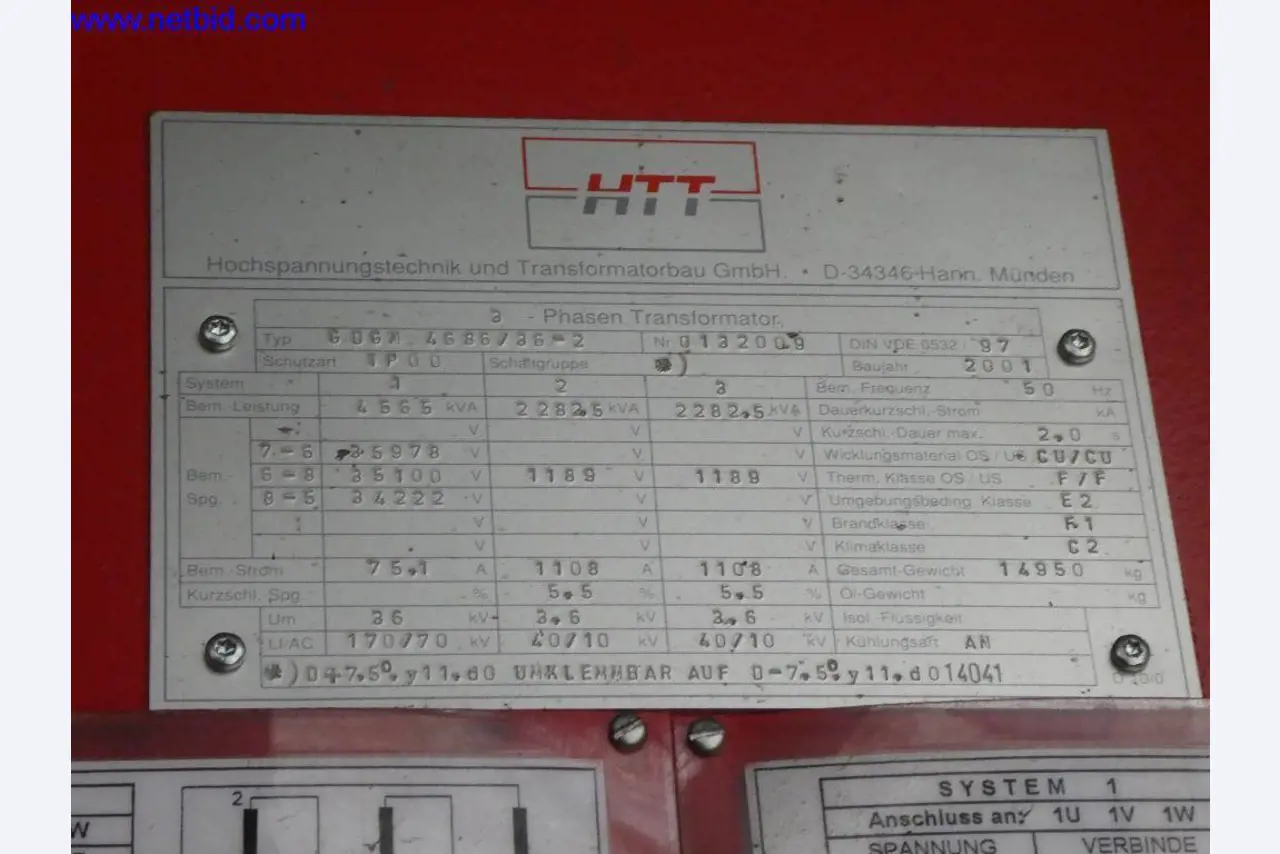 www.netbid.com
HTT
Hochspannungstechnik und Transformatorbau GmbH. • D-34346-Hann. Münden
3 - Phasen Transformator
Typ 4686/36-2 Nr 0132009 DIN VDE 0532 / 97
Schutzart IP00 Schaltgruppe *) Baujahr 2001
System 1 2 3 Bem. Frequenz 50 Hz
Bem.-Leistung 4565 kVA 2282,5 kVA 2282,5 kVA Dauerkurzschl.-Strom kA
V V V Kurzschl.-Dauer max. 2,0 s
7-6 35978 V V V Wicklungsmaterial OS / US CU/CU
Bem. 6-8 35100 V 1189 V 1189 V Therm. Klasse OS / US F/F
Spg. 8-5 34222 V V V Umgebungsbeding Klasse E2
V V V Brandklasse F1
V V V Klimaklasse C2
Bem.-Strom 75,1 A 1108 A 1108 A Gesamt-Gewicht 14950 kg
Kurzschl. Spg. % 5,5 % 5,5 % Öl-Gewicht kg
Um 36 kV 3,6 kV 3,6 kV Isol.-Flüssigkeit
LI/AC 170/70 kV 40/10 kV 40/10 kV Kühlungsart AN
*) D+7,5° y11,d0 UMKLEMMBAR AUF D-7,5° y11,d0 14041
2
W
SYSTEM 1
Anschluss an: 1U 1V 1W
SPANNUNG VERBINDE